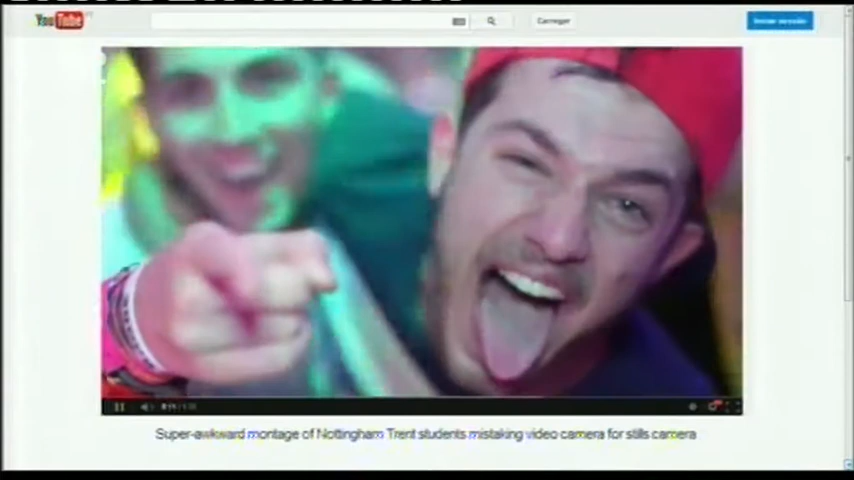 YouTube
Carregar
Iniciar sessão
Super-awkward montage of Nottingham Trent students mistaking video camera for stills camera